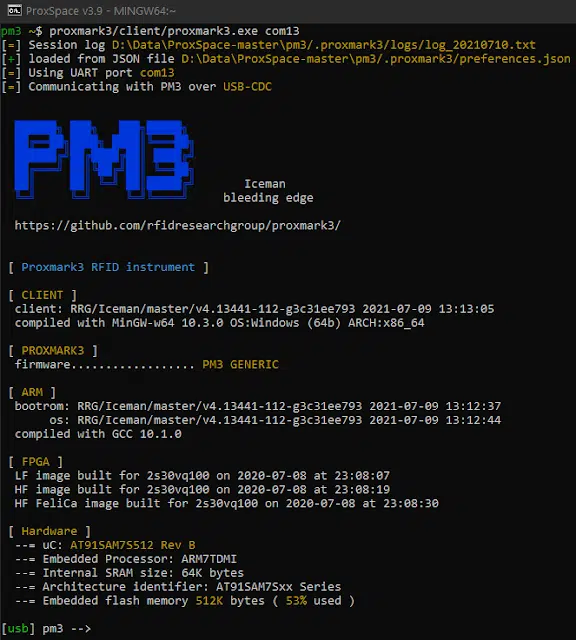 ProxSpace v3.9 - MINGW64:~
pm3 ~$ proxmark3/client/proxmark3.exe com13
[=] Session log D:\Data\ProxSpace-master\pm3/.proxmark3/logs/log_20210710.txt
[+] loaded from JSON file D:\Data\ProxSpace-master\pm3/.proxmark3/preferences.json
[=] Using UART port com13
[=] Communicating with PM3 over USB-CDC
PM3
Iceman
bleeding edge
https://github.com/rfidresearchgroup/proxmark3/
[ Proxmark3 RFID instrument ]
[ CLIENT ]
client: RRG/Iceman/master/v4.13441-112-g3c31ee793 2021-07-09 13:13:05
compiled with MinGW-w64 10.3.0 OS:Windows (64b) ARCH:x86_64
[ PROXMARK3 ]
firmware.................. PM3 GENERIC
[ ARM ]
bootrom: RRG/Iceman/master/v4.13441-112-g3c31ee793 2021-07-09 13:12:37
os: RRG/Iceman/master/v4.13441-112-g3c31ee793 2021-07-09 13:12:44
compiled with GCC 10.1.0
[ FPGA ]
LF image built for 2s30vq100 on 2020-07-08 at 23:08:07
HF image built for 2s30vq100 on 2020-07-08 at 23:08:19
HF FeliCa image built for 2s30vq100 on 2020-07-08 at 23:08:30
[ Hardware ]
--= uC: AT91SAM7S512 Rev B
--= Embedded Processor: ARM7TDMI
--= Internal SRAM size: 64K bytes
--= Architecture identifier: AT91SAM7Sxx Series
--= Embedded flash memory 512K bytes ( 53% used )
[usb] pm3 -->